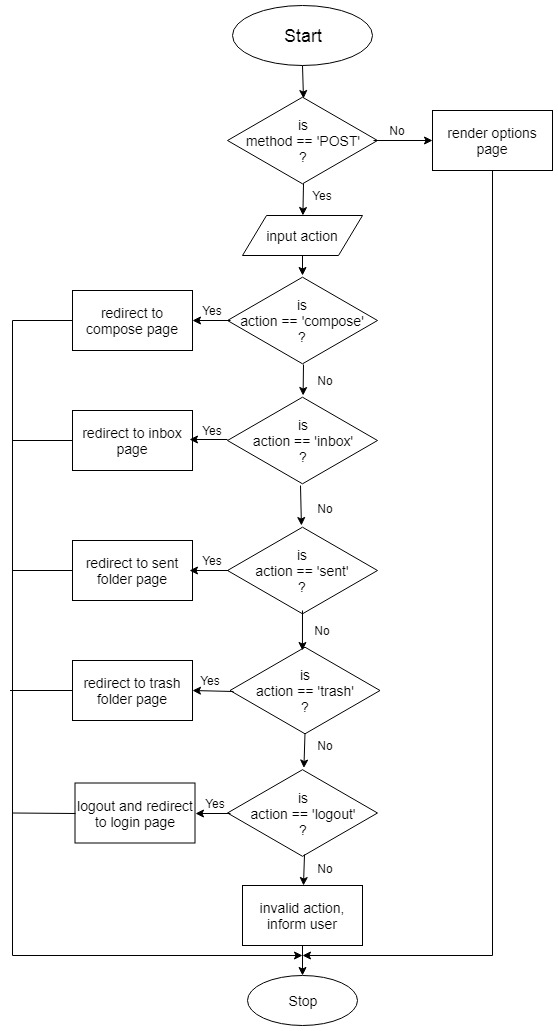 Start
is
method == 'POST'
?
No
render options
page
Yes
input action
is
action == 'compose'
?
Yes
redirect to
compose page
No
is
action == 'inbox'
?
Yes
redirect to inbox
page
No
is
action == 'sent'
?
Yes
redirect to sent
folder page
No
is
action == 'trash'
?
Yes
redirect to trash
folder page
No
is
action == 'logout'
?
Yes
logout and redirect
to login page
No
invalid action,
inform user
Stop